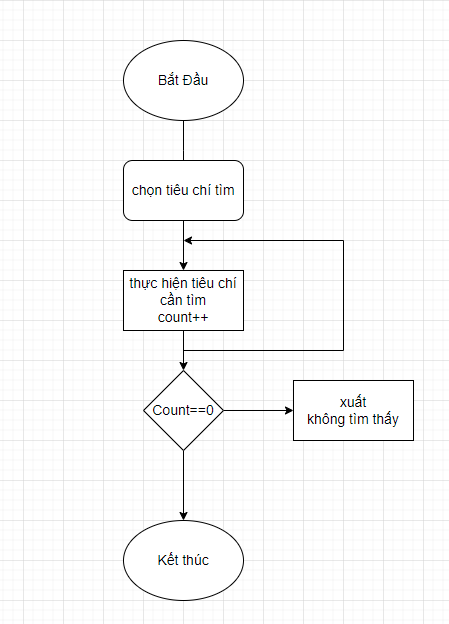 Bắt Đầu
chọn tiêu chí tìm
thực hiện tiêu chí
cần tìm
count++
Count==0
xuất
không tìm thấy
Kết thúc